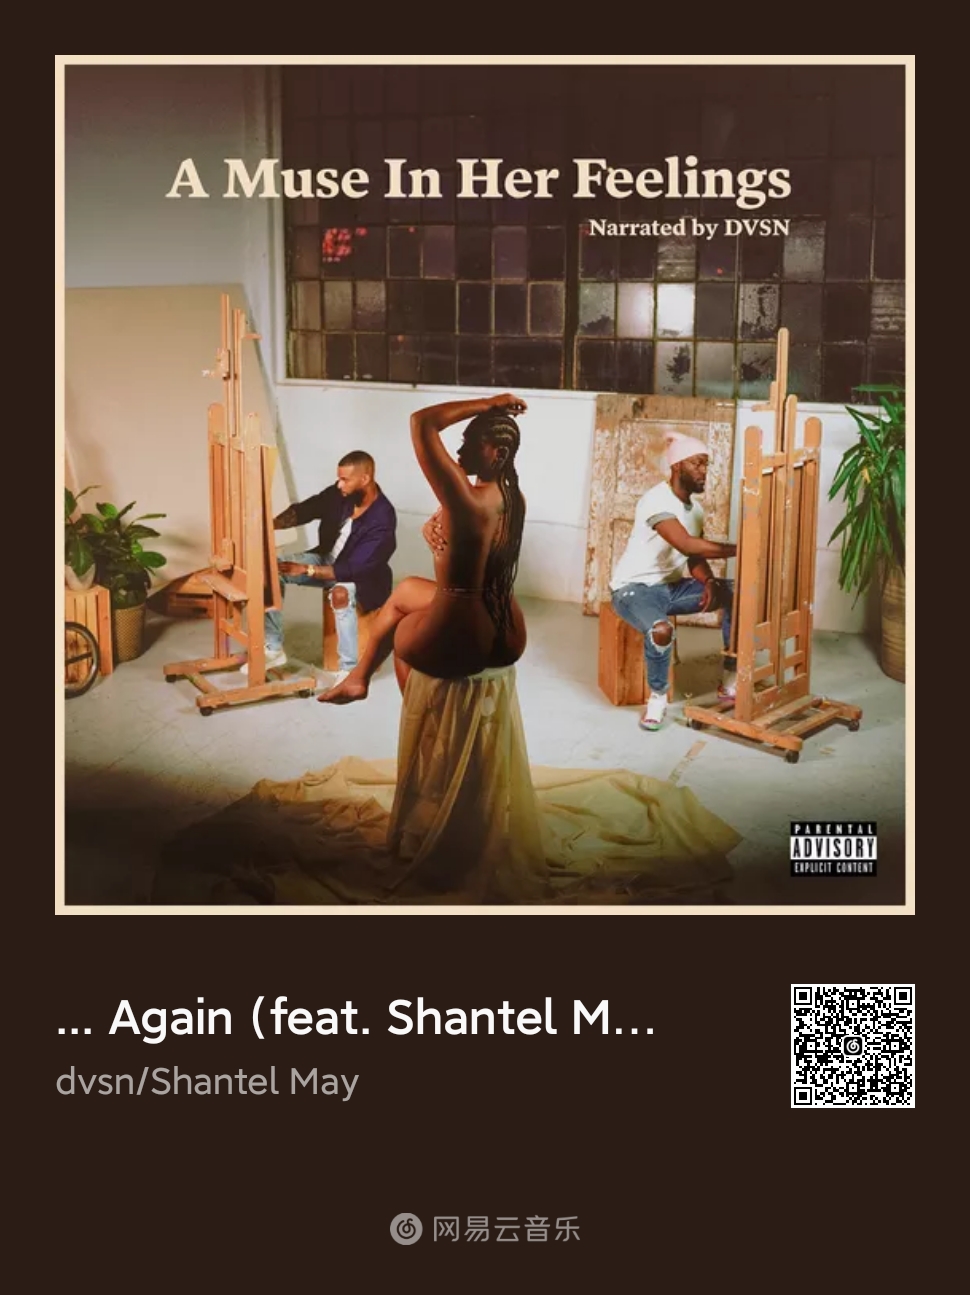 A Muse In Her Feelings
Narrated by DVSN
PARENTAL
ADVISORY
EXPLICIT CONTENT
... Again (feat. Shantel M...
dvsn/Shantel May
网易云音乐